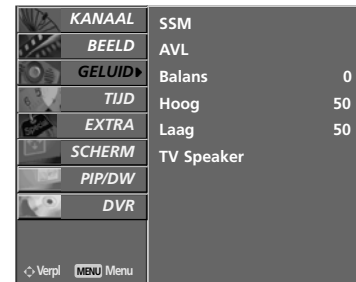 KANAAL
BEELD
GELUID
TIJD
EXTRA
SCHERM
PIP/DW
DVR
Verpl MENU Menu
SSM
AVL
Balans 0
Hoog 50
Laag 50
TV Speaker